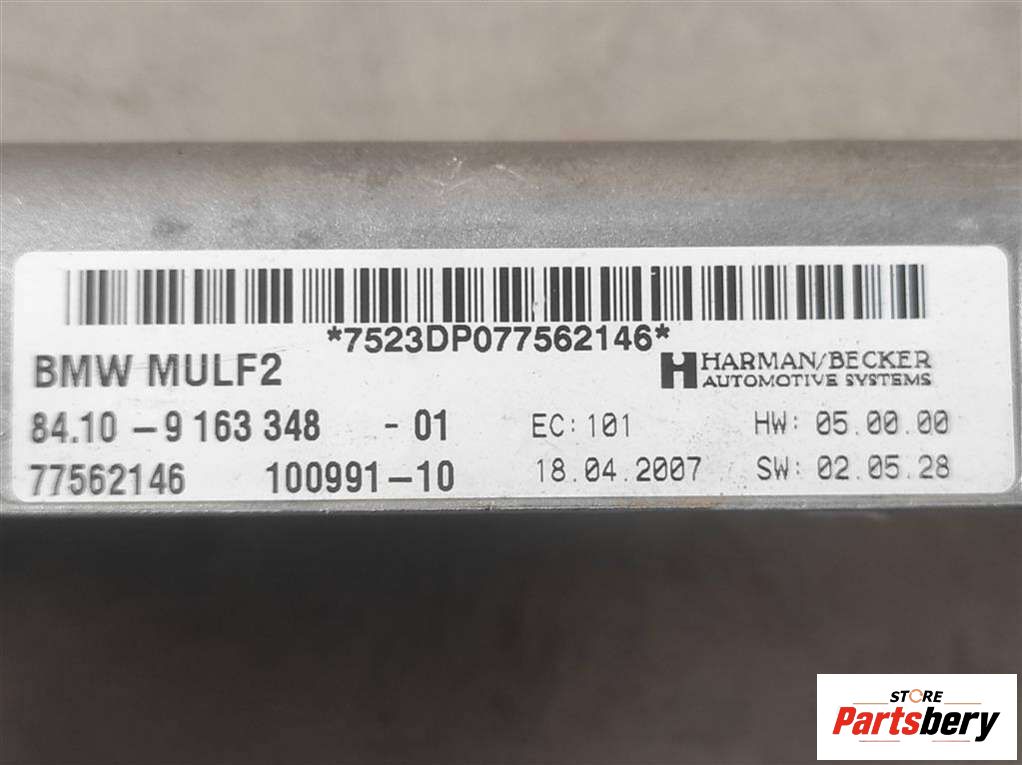 *7523DP077562146*
BMW MULF2
HARMAN/BECKER
AUTOMOTIVE SYSTEMS
84.10 -9 163 348 - 01 EC: 101 HW: 05.00.00
77562146 100991-10 18.04.2007 SW: 02.05.28
STORE
Partsbery